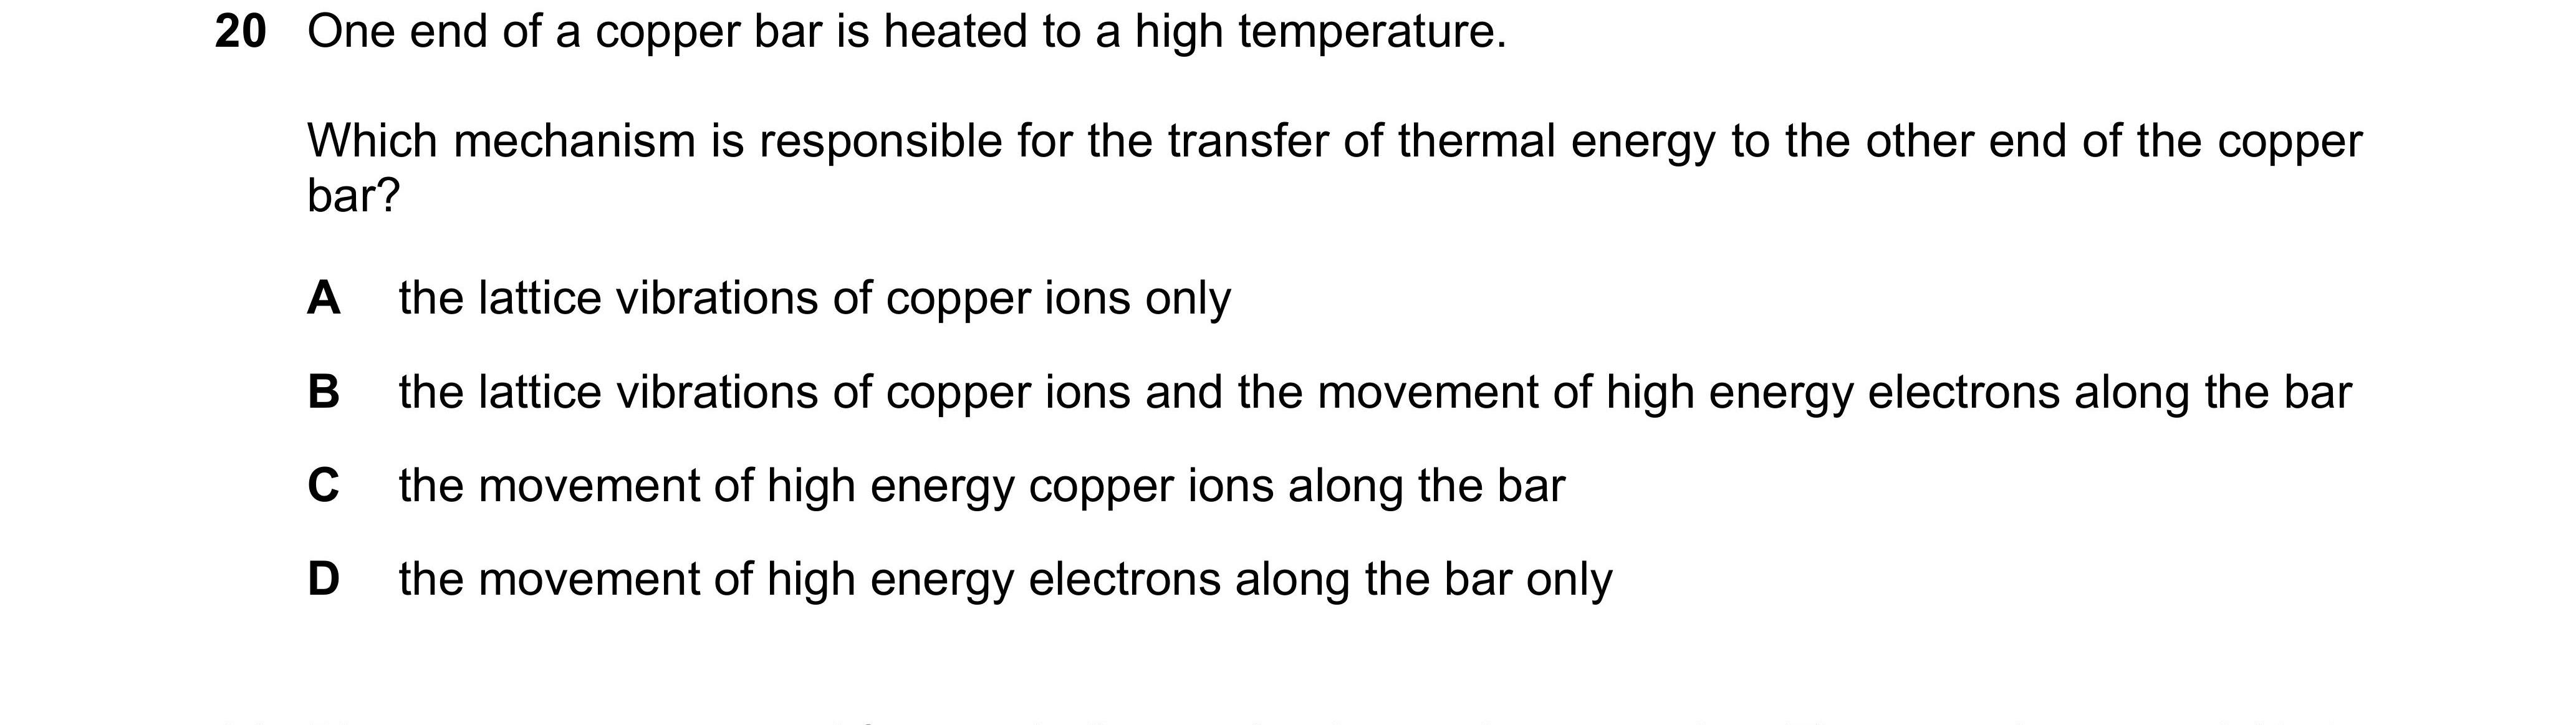 20 One end of a copper bar is heated to a high temperature.
Which mechanism is responsible for the transfer of thermal energy to the other end of the copper
bar?
A the lattice vibrations of copper ions only
B the lattice vibrations of copper ions and the movement of high energy electrons along the bar
C the movement of high energy copper ions along the bar
D the movement of high energy electrons along the bar only